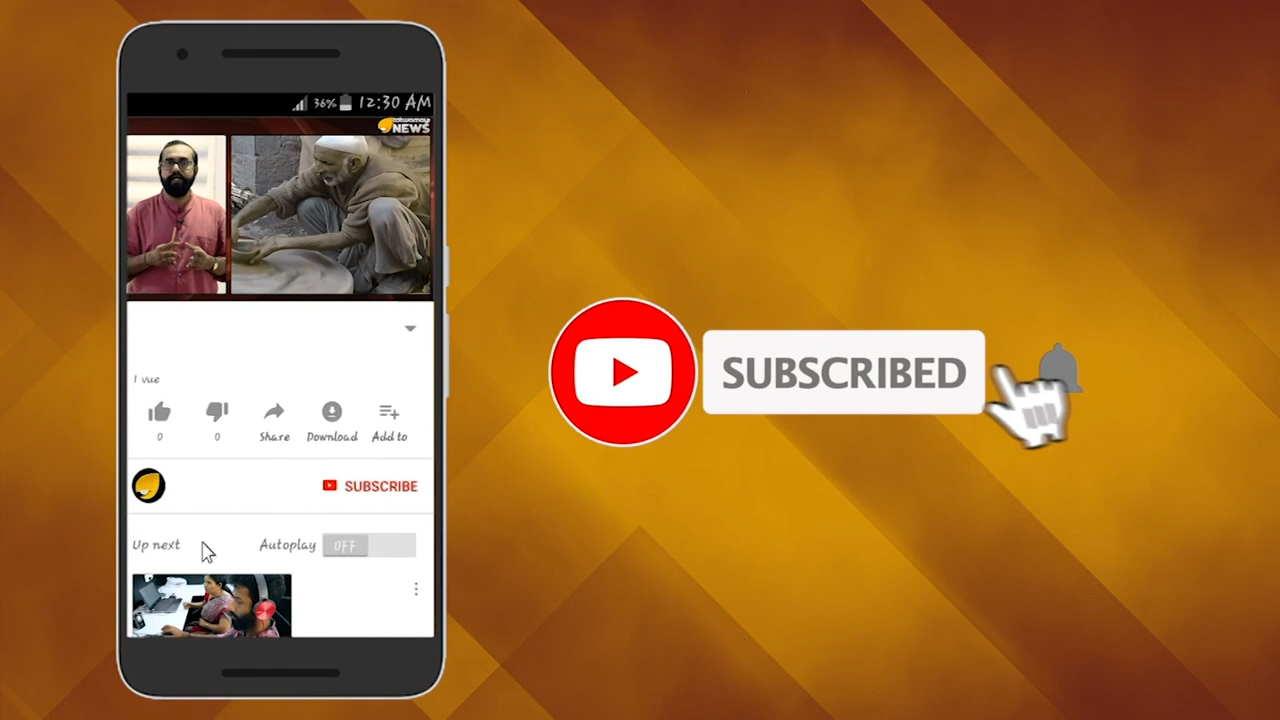 36% 12:30 AM
tatwamayi
NEWS
1 vue
0 0 Share Download Add to
SUBSCRIBE
Up next Autoplay OFF
SUBSCRIBED